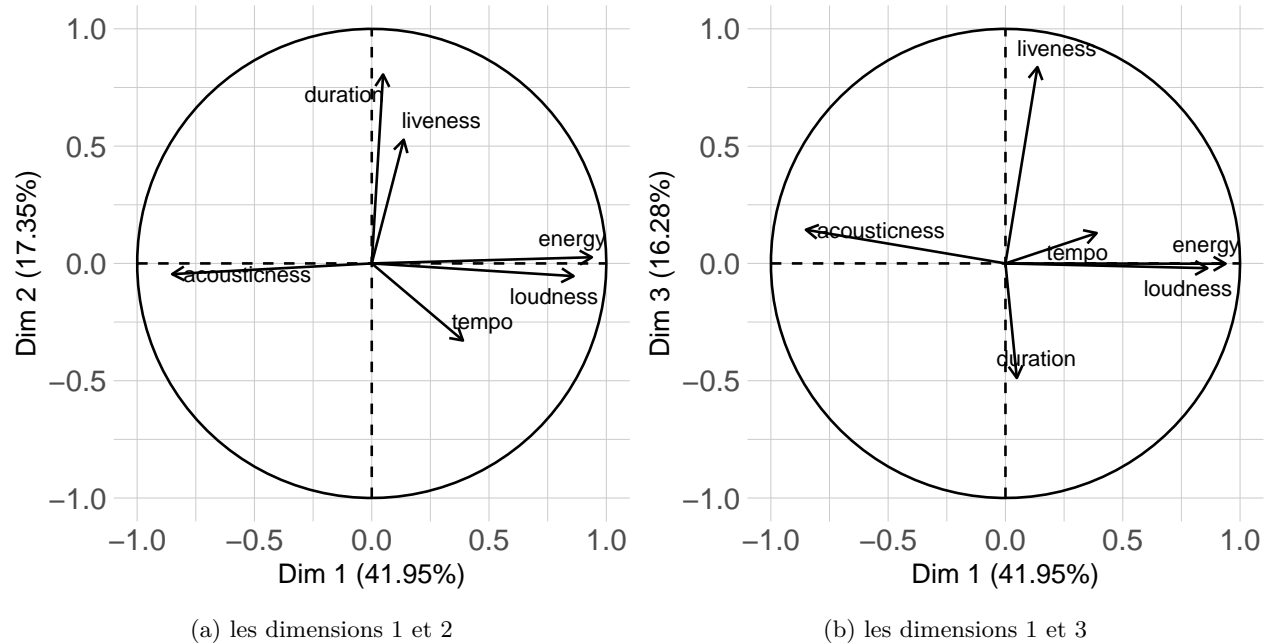 1.0
0.5
0.0
−0.5
−1.0
Dim 2 (17.35%)
duration
liveness
energy
acousticness
loudness
tempo
−1.0 −0.5 0.0 0.5 1.0
Dim 1 (41.95%)
(a) les dimensions 1 et 2
1.0
0.5
0.0
−0.5
−1.0
Dim 3 (16.28%)
liveness
acousticness
energy
tempo
loudness
duration
−1.0 −0.5 0.0 0.5 1.0
Dim 1 (41.95%)
(b) les dimensions 1 et 3